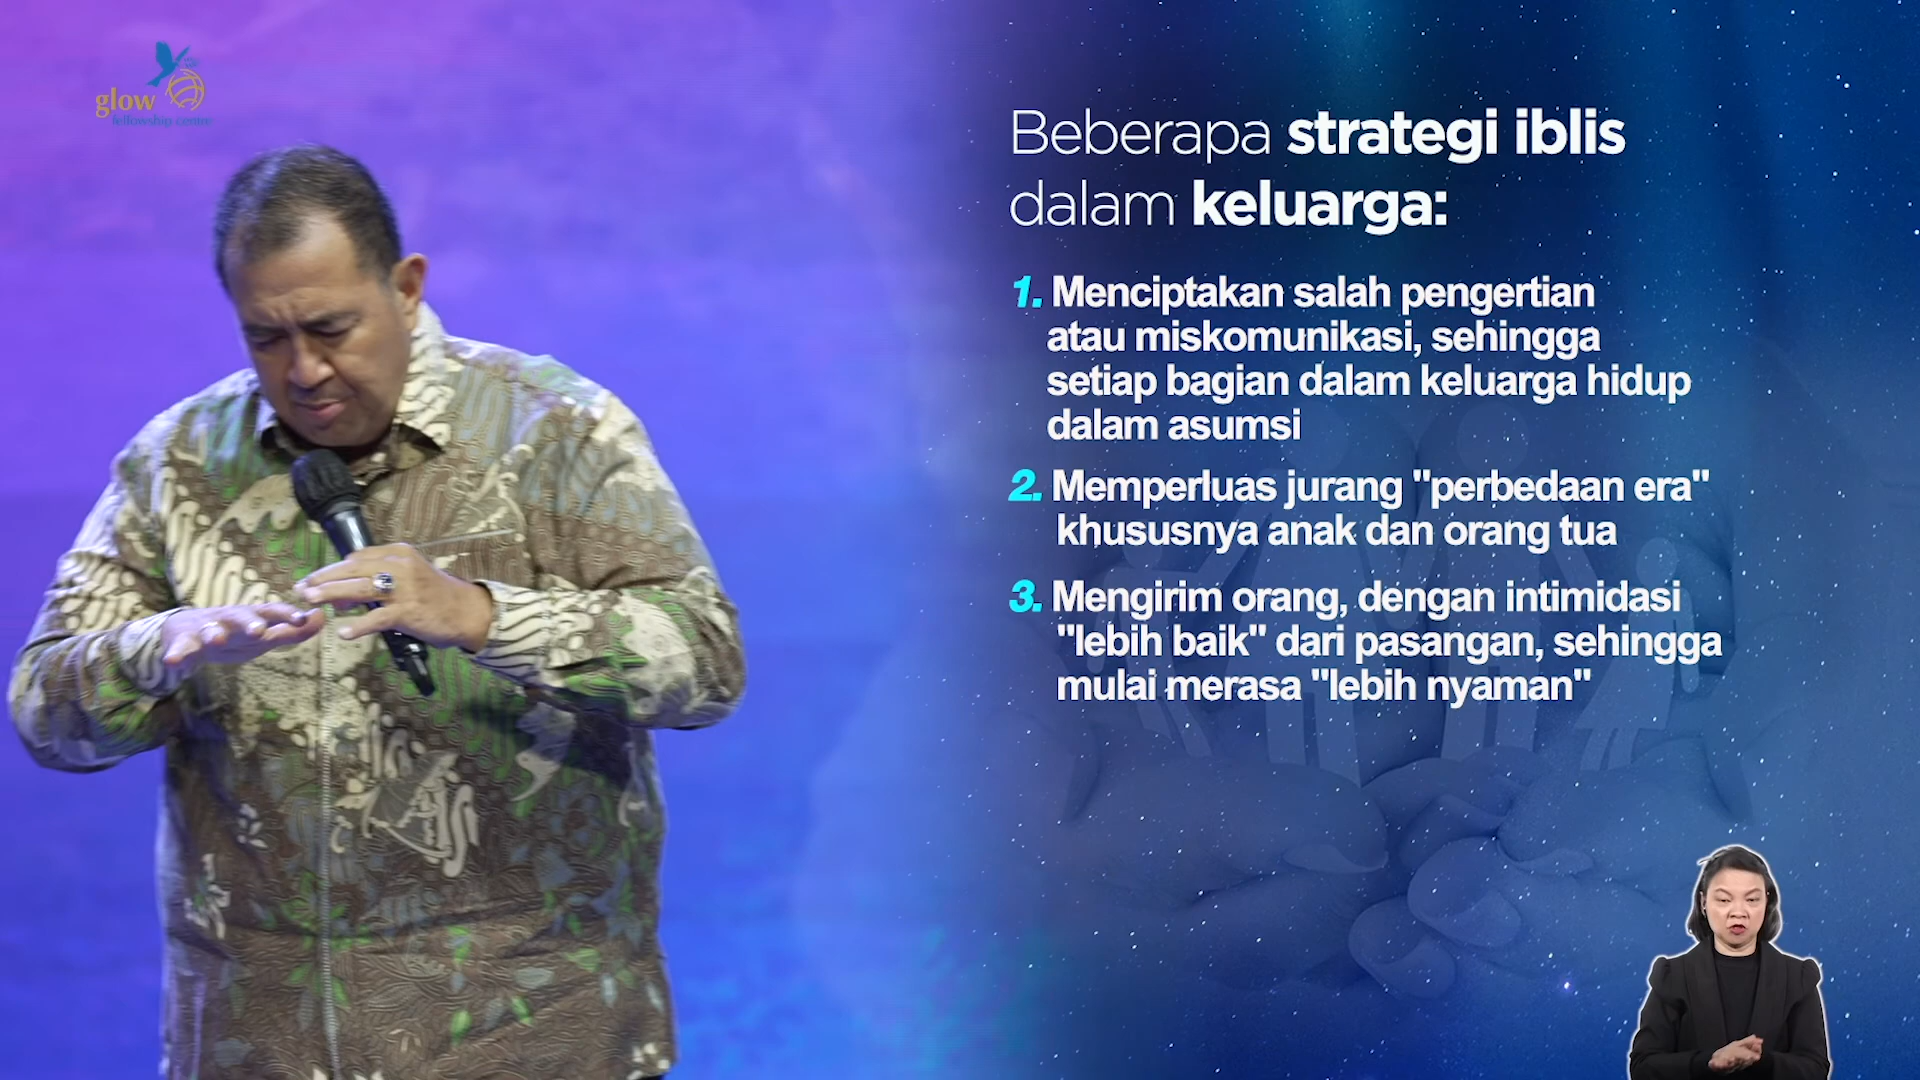 glow
fellowship centre
Beberapa strategi iblis
dalam keluarga:
1. Menciptakan salah pengertian
atau miskomunikasi, sehingga
setiap bagian dalam keluarga hidup
dalam asumsi
2. Memperluas jurang "perbedaan era"
khususnya anak dan orang tua
3. Mengirim orang, dengan intimidasi
"lebih baik" dari pasangan, sehingga
mulai merasa "lebih nyaman"